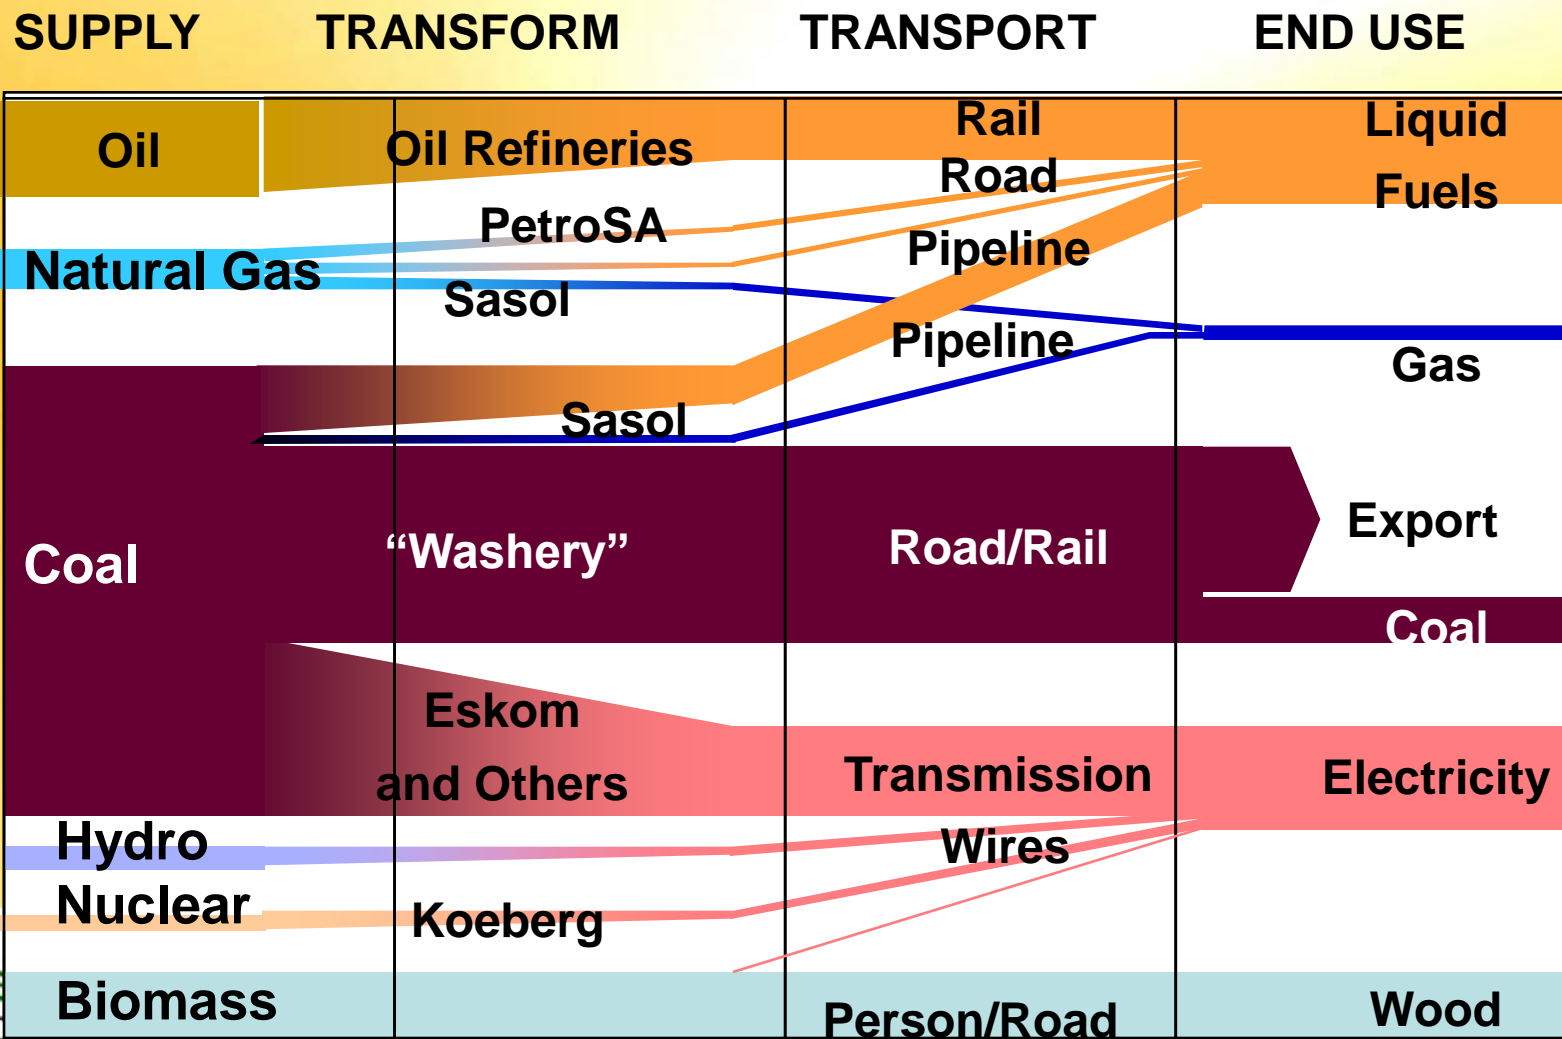 SUPPLY TRANSFORM TRANSPORT END USE
Oil
Oil Refineries
Rail
Road
Liquid
Fuels
PetroSA
Natural Gas
Sasol
Pipeline
Pipeline
Gas
Sasol
Coal
“Washery”
Road/Rail
Export
Coal
Eskom
and Others
Transmission
Wires
Electricity
Hydro
Nuclear
Koeberg
Biomass
Person/Road
Wood